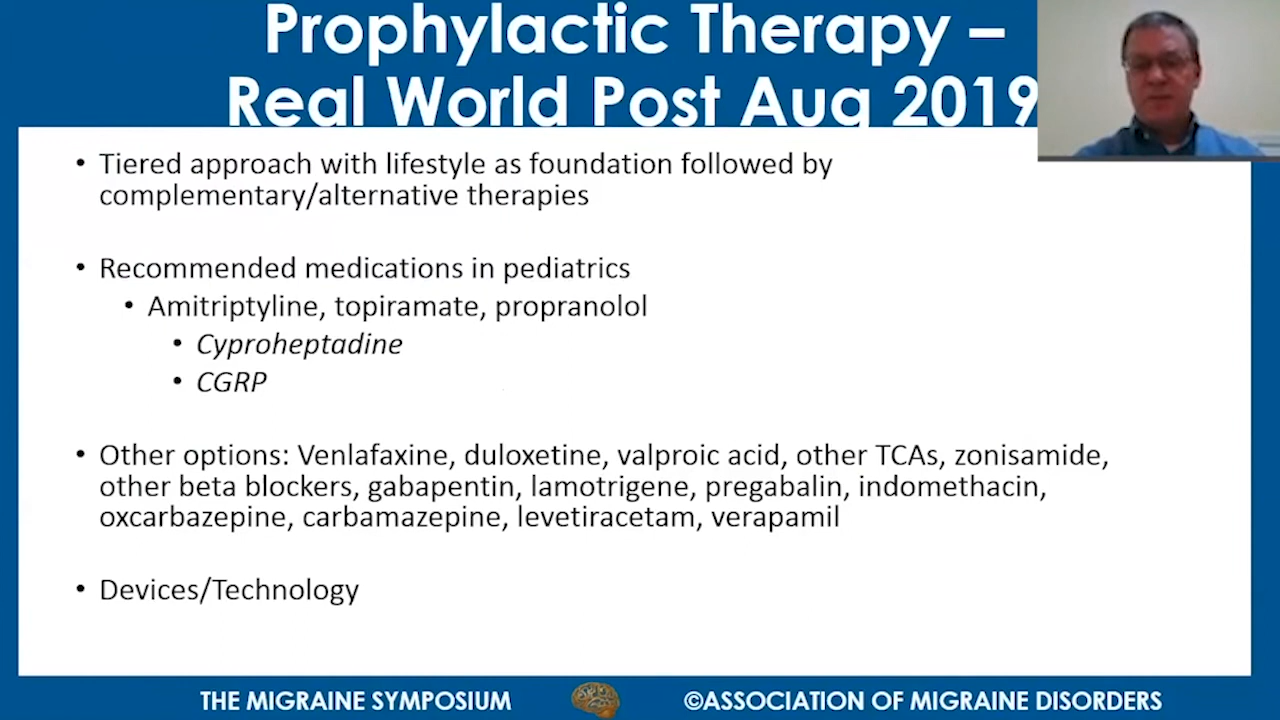 Prophylactic Therapy –
Real World Post Aug 2019
• Tiered approach with lifestyle as foundation followed by
complementary/alternative therapies
• Recommended medications in pediatrics
• Amitriptyline, topiramate, propranolol
• Cyproheptadine
• CGRP
• Other options: Venlafaxine, duloxetine, valproic acid, other TCAs, zonisamide,
other beta blockers, gabapentin, lamotrigene, pregabalin, indomethacin,
oxcarbazepine, carbamazepine, levetiracetam, verapamil
• Devices/Technology
THE MIGRAINE SYMPOSIUM
©ASSOCIATION OF MIGRAINE DISORDERS